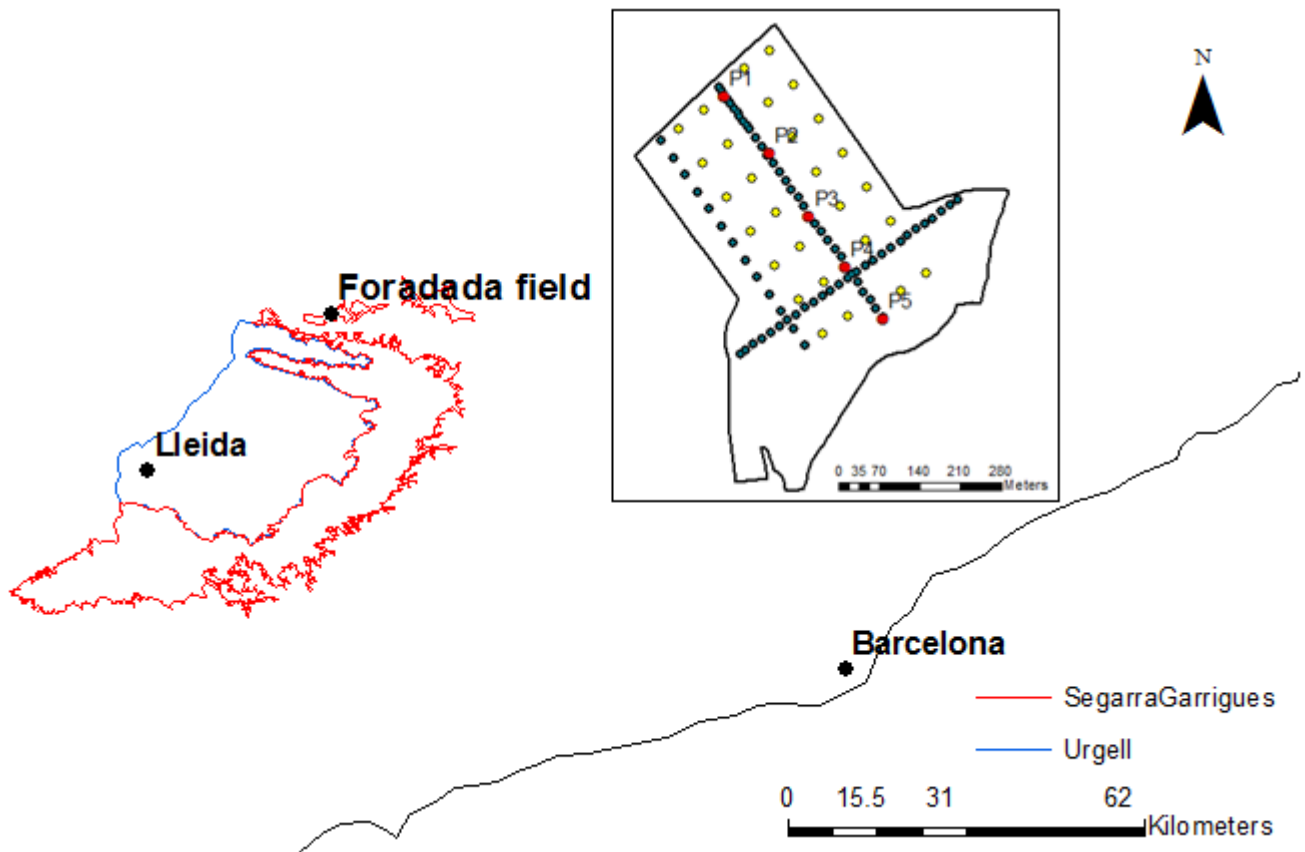 N
P1
P2
P3
P4
P5
0 35 70 140 210 280
Meters
Foradada field
Lleida
Barcelona
SegarraGarrigues
Urgell
0 15.5 31 62
Kilometers